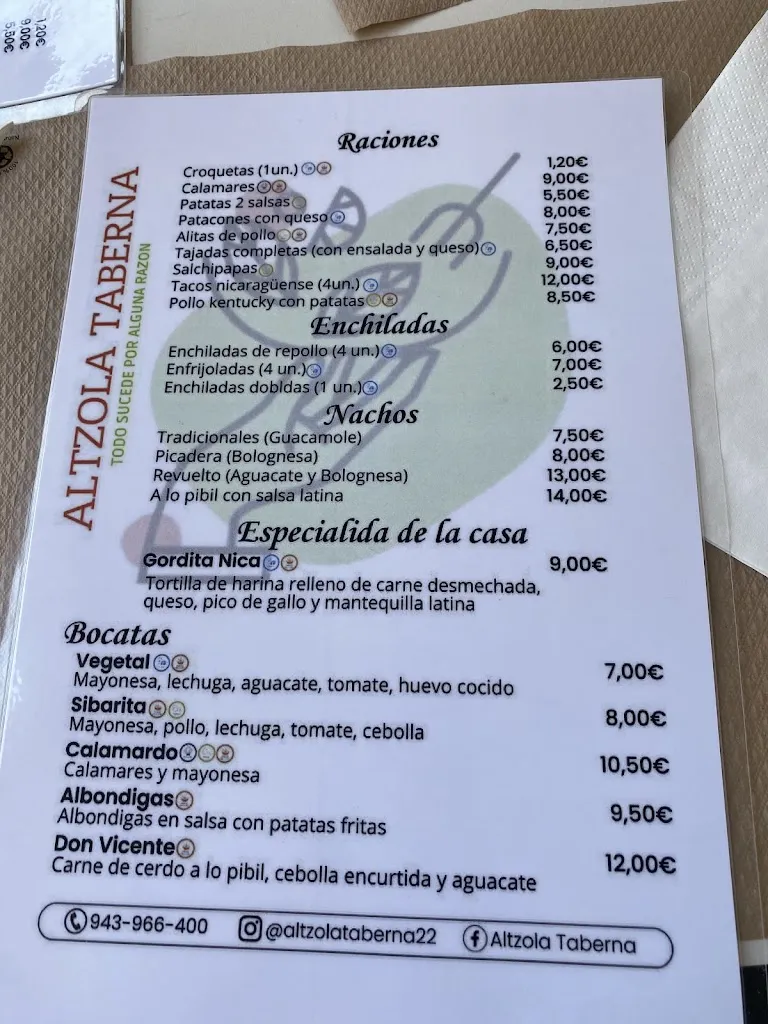 1,20€
9,00€
5,50€
ALTZOLA TABERNA
TODO SUCEDE POR ALGUNA RAZON
Raciones
Croquetas (1un.) 1,20€
Calamares 9,00€
Patatas 2 salsas 5,50€
Patacones con queso 8,00€
Alitas de pollo 7,50€
Tajadas completas (con ensalada y queso) 6,50€
Salchipapas 9,00€
Tacos nicaragüense (4un.) 12,00€
Pollo kentucky con patatas 8,50€
Enchiladas
Enchiladas de repollo (4 un.) 6,00€
Enfrijoladas (4 un.) 7,00€
Enchiladas dobldas (1 un.) 2,50€
Nachos
Tradicionales (Guacamole) 7,50€
Picadera (Bolognesa) 8,00€
Revuelto (Aguacate y Bolognesa) 13,00€
A lo pibil con salsa latina 14,00€
Especialida de la casa
Gordita Nica 9,00€
Tortilla de harina relleno de carne desmechada,
queso, pico de gallo y mantequilla latina
Bocatas
Vegetal 7,00€
Mayonesa, lechuga, aguacate, tomate, huevo cocido
Sibarita 8,00€
Mayonesa, pollo, lechuga, tomate, cebolla
Calamardo 10,50€
Calamares y mayonesa
Albondigas 9,50€
Albondigas en salsa con patatas fritas
Don Vicente 12,00€
Carne de cerdo a lo pibil, cebolla encurtida y aguacate
943-966-400 @altzolataberna22 Altzola Taberna